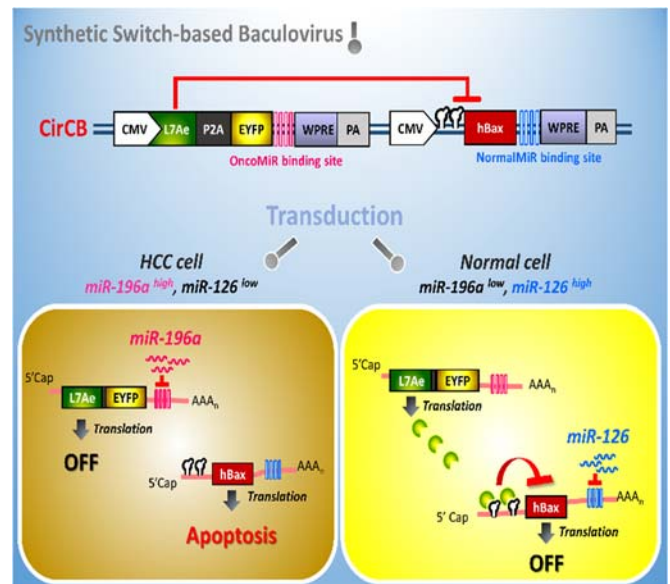 Synthetic Switch-based Baculovirus
CirCB
CMV L7Ae P2A EYFP WPRE PA CMV hBax WPRE PA
OncoMiR binding site
NormalMiR binding site
Transduction
HCC cell
miR-196a high, miR-126 low
Normal cell
miR-196a low, miR-126 high
miR-196a
5'Cap
L7Ae EYFP
AAAn
Translation
OFF
5'Cap
hBax
AAAn
Translation
Apoptosis
5'Cap
L7Ae EYFP
AAAn
Translation
miR-126
5' Cap
hBax
AAAn
Translation
OFF